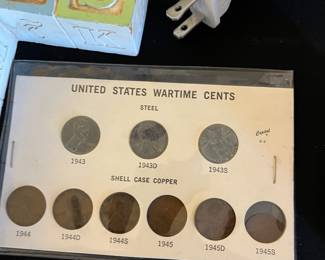 UNITED STATES WARTIME CENTS
STEEL
1943 1943D 1943S
SHELL CASE COPPER
1944 1944D 1944S 1945 1945D 1945S